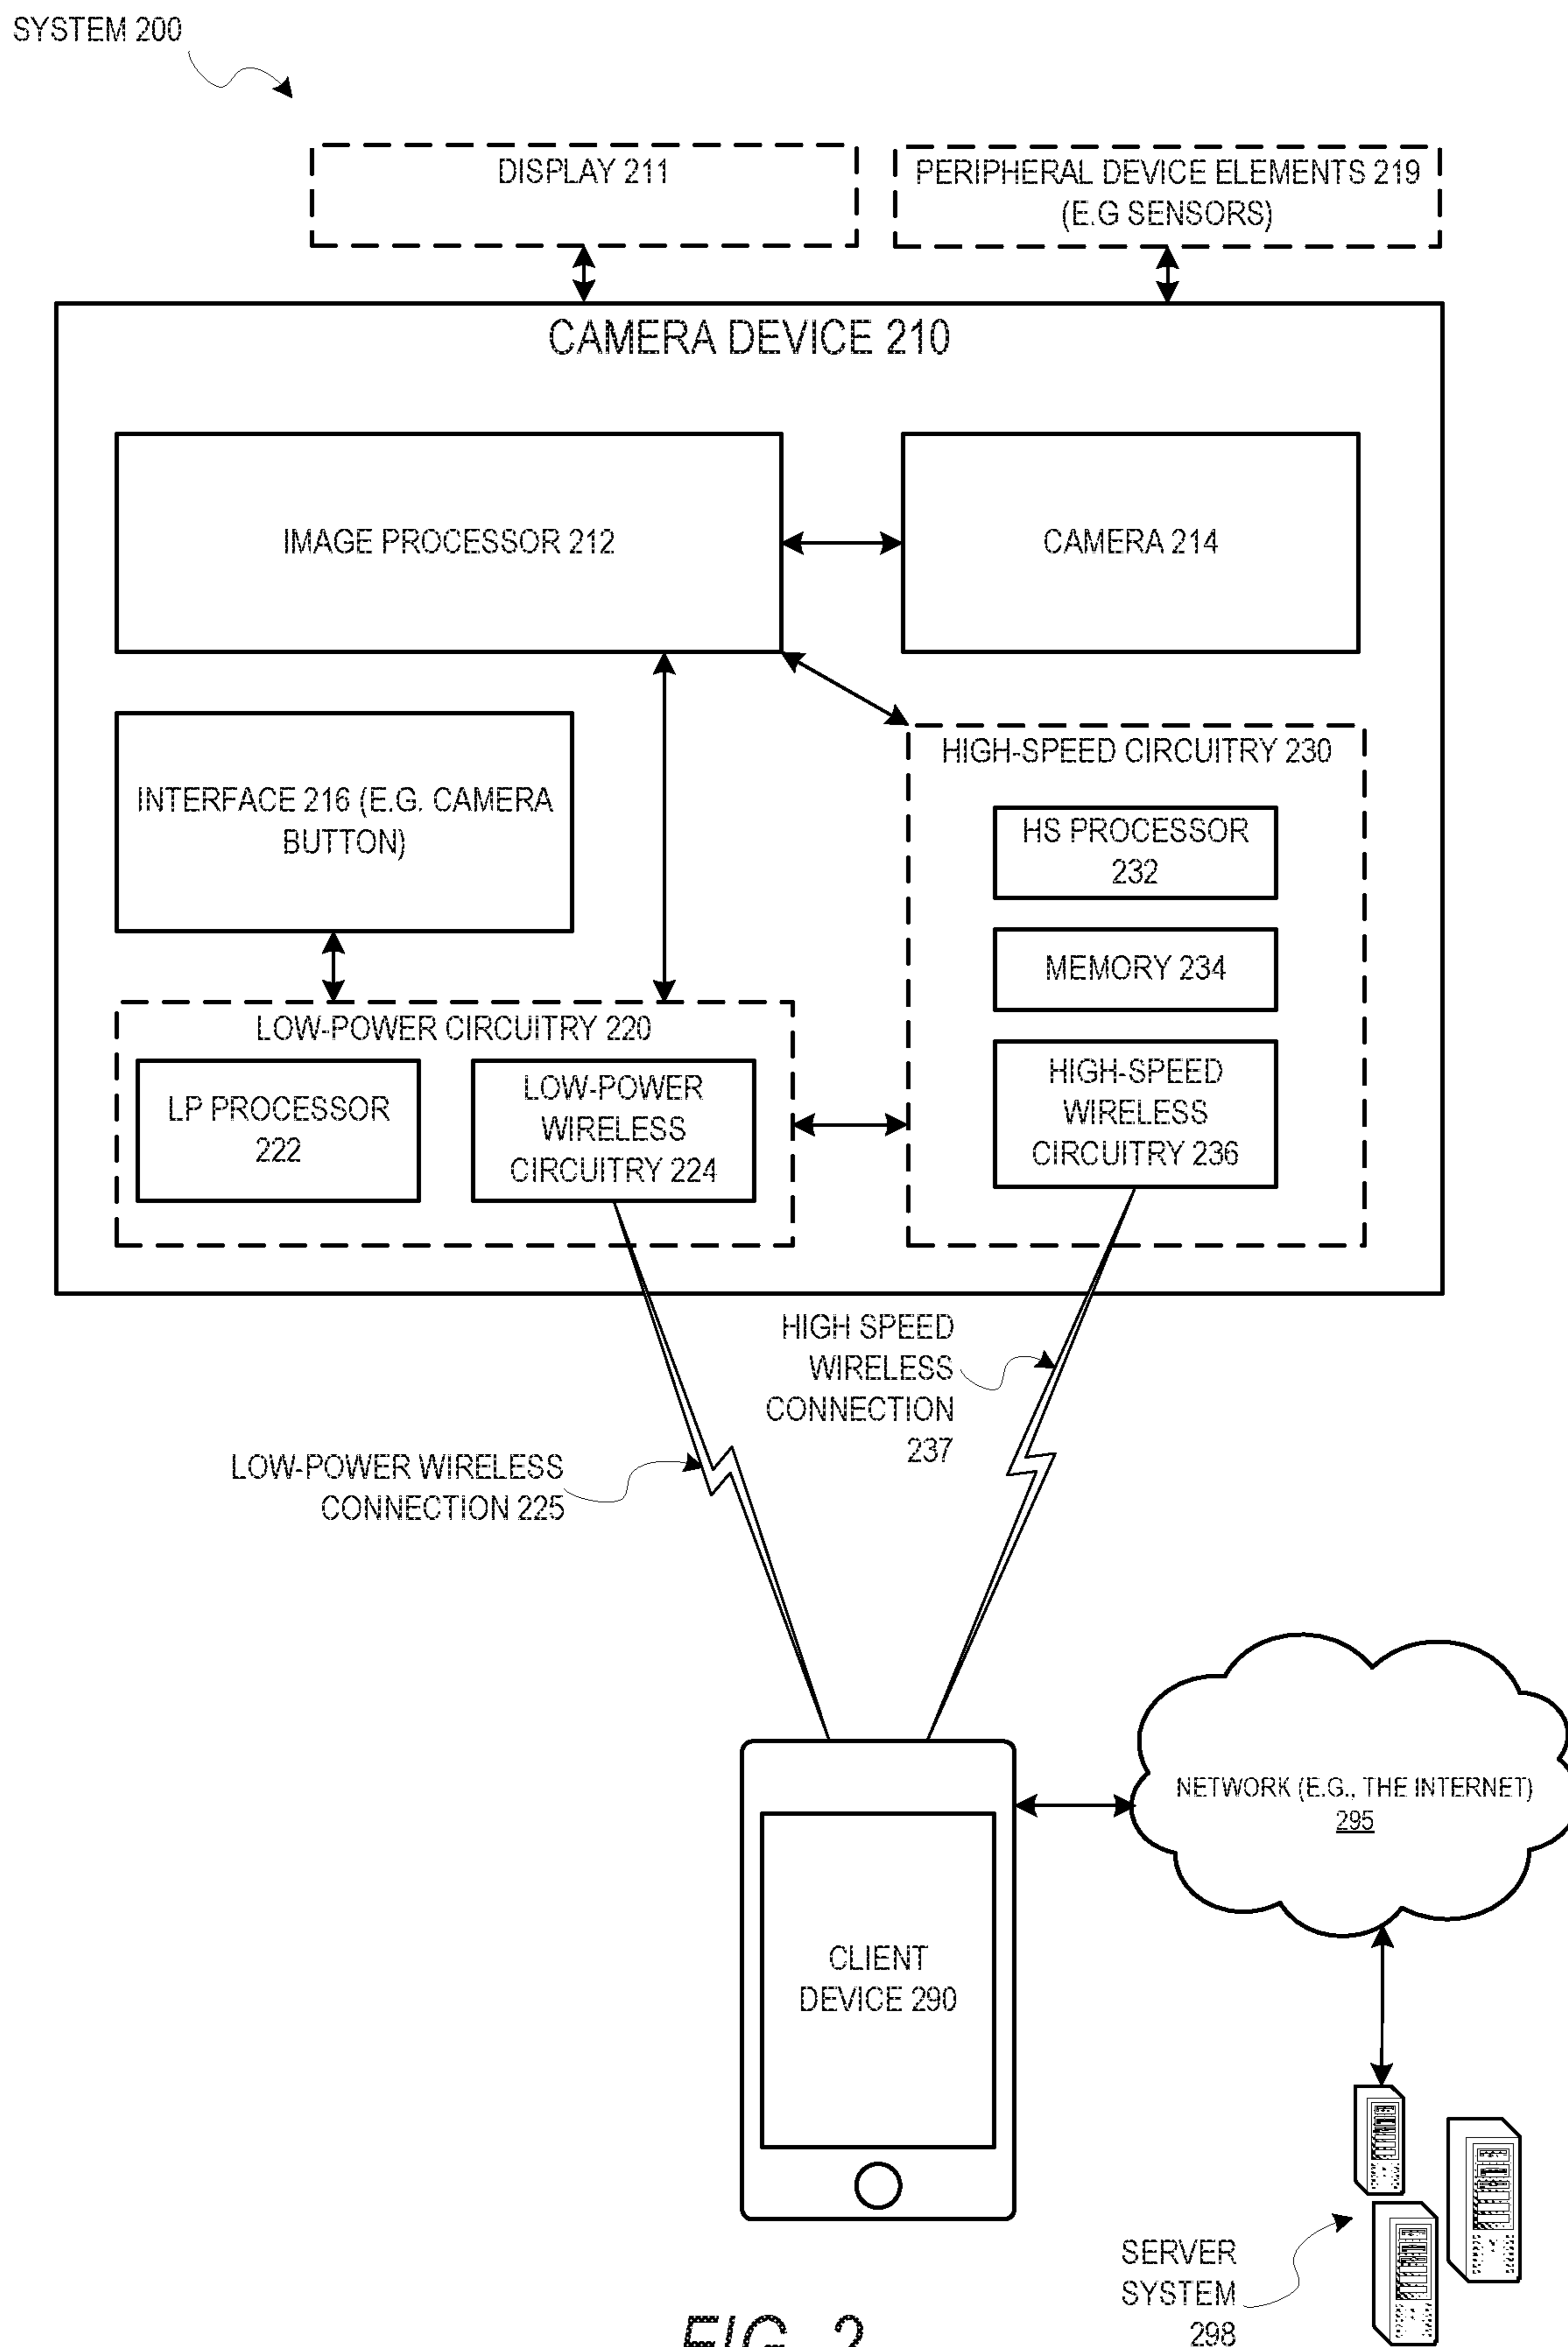 SYSTEM 200
DISPLAY 211
PERIPHERAL DEVICE ELEMENTS 219
(E.G SENSORS)
CAMERA DEVICE 210
IMAGE PROCESSOR 212
CAMERA 214
INTERFACE 216 (E.G. CAMERA
BUTTON)
HIGH-SPEED CIRCUITRY 230
HS PROCESSOR
232
MEMORY 234
HIGH-SPEED
WIRELESS
CIRCUITRY 236
LOW-POWER CIRCUITRY 220
LP PROCESSOR
222
LOW-POWER
WIRELESS
CIRCUITRY 224
HIGH SPEED
WIRELESS
CONNECTION
237
LOW-POWER WIRELESS
CONNECTION 225
NETWORK (E.G., THE INTERNET)
295
CLIENT
DEVICE 290
SERVER
SYSTEM
298
FIG. 2